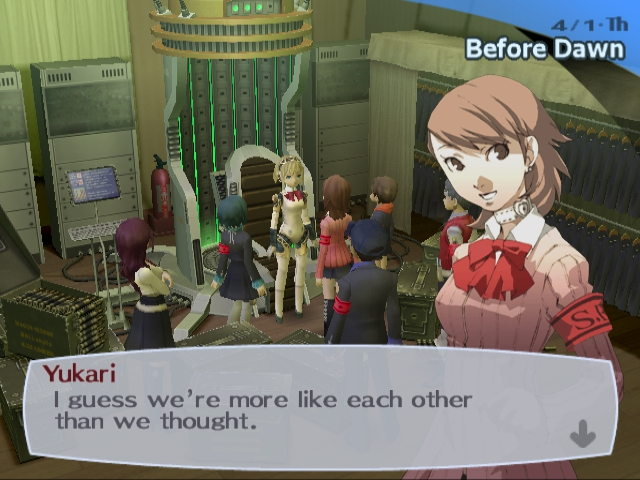 4/1·Th
Before Dawn
S.
Yukari
I guess we're more like each other
than we thought.